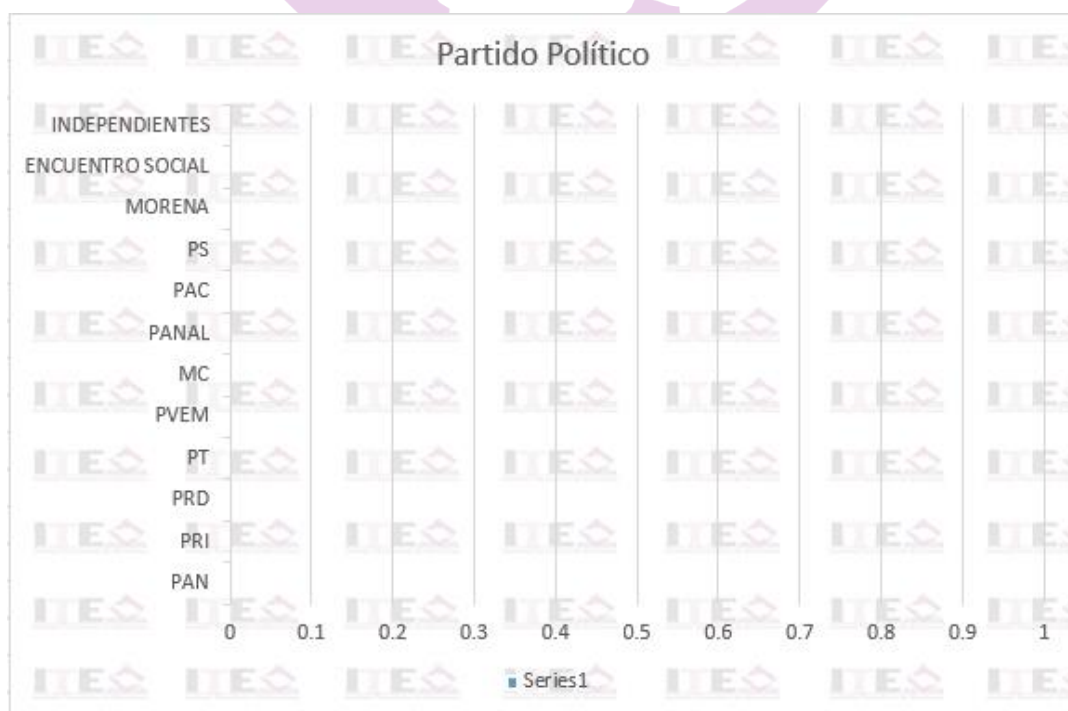 Partido Político
INDEPENDIENTES
ENCUENTRO SOCIAL
MORENA
PS
PAC
PANAL
MC
PVEM
PT
PRD
PRI
PAN
0 0.1 0.2 0.3 0.4 0.5 0.6 0.7 0.8 0.9 1
Series1